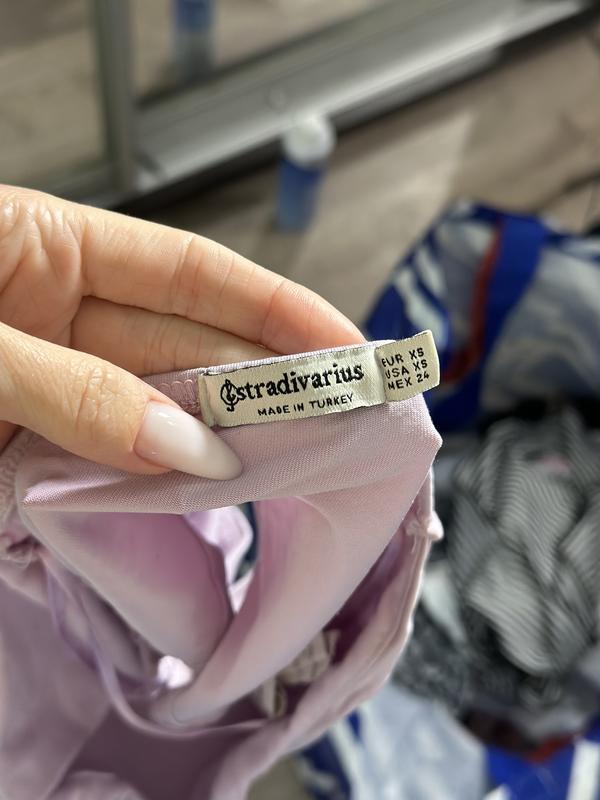 stradivarius
MADE IN TURKEY
EUR XS
USA XS
MEX 24